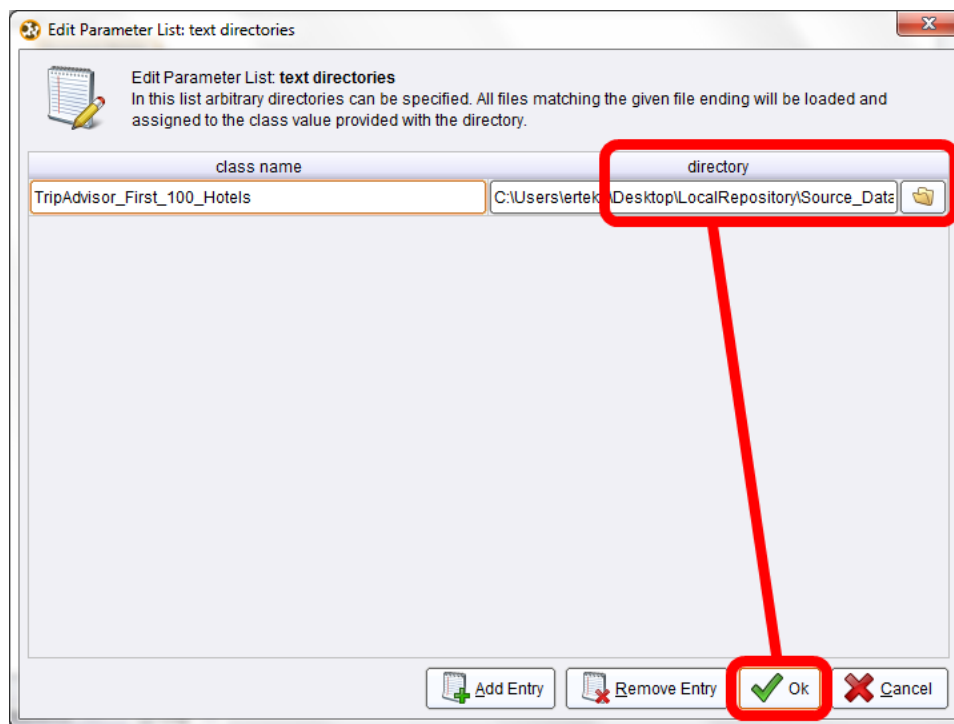 Edit Parameter List: text directories
Edit Parameter List: text directories
In this list arbitrary directories can be specified. All files matching the given file ending will be loaded and
assigned to the class value provided with the directory.
class name directory
TripAdvisor_First_100_Hotels C:\Users\ertek \Desktop\LocalRepository\Source_Data
Add Entry Remove Entry Ok Cancel